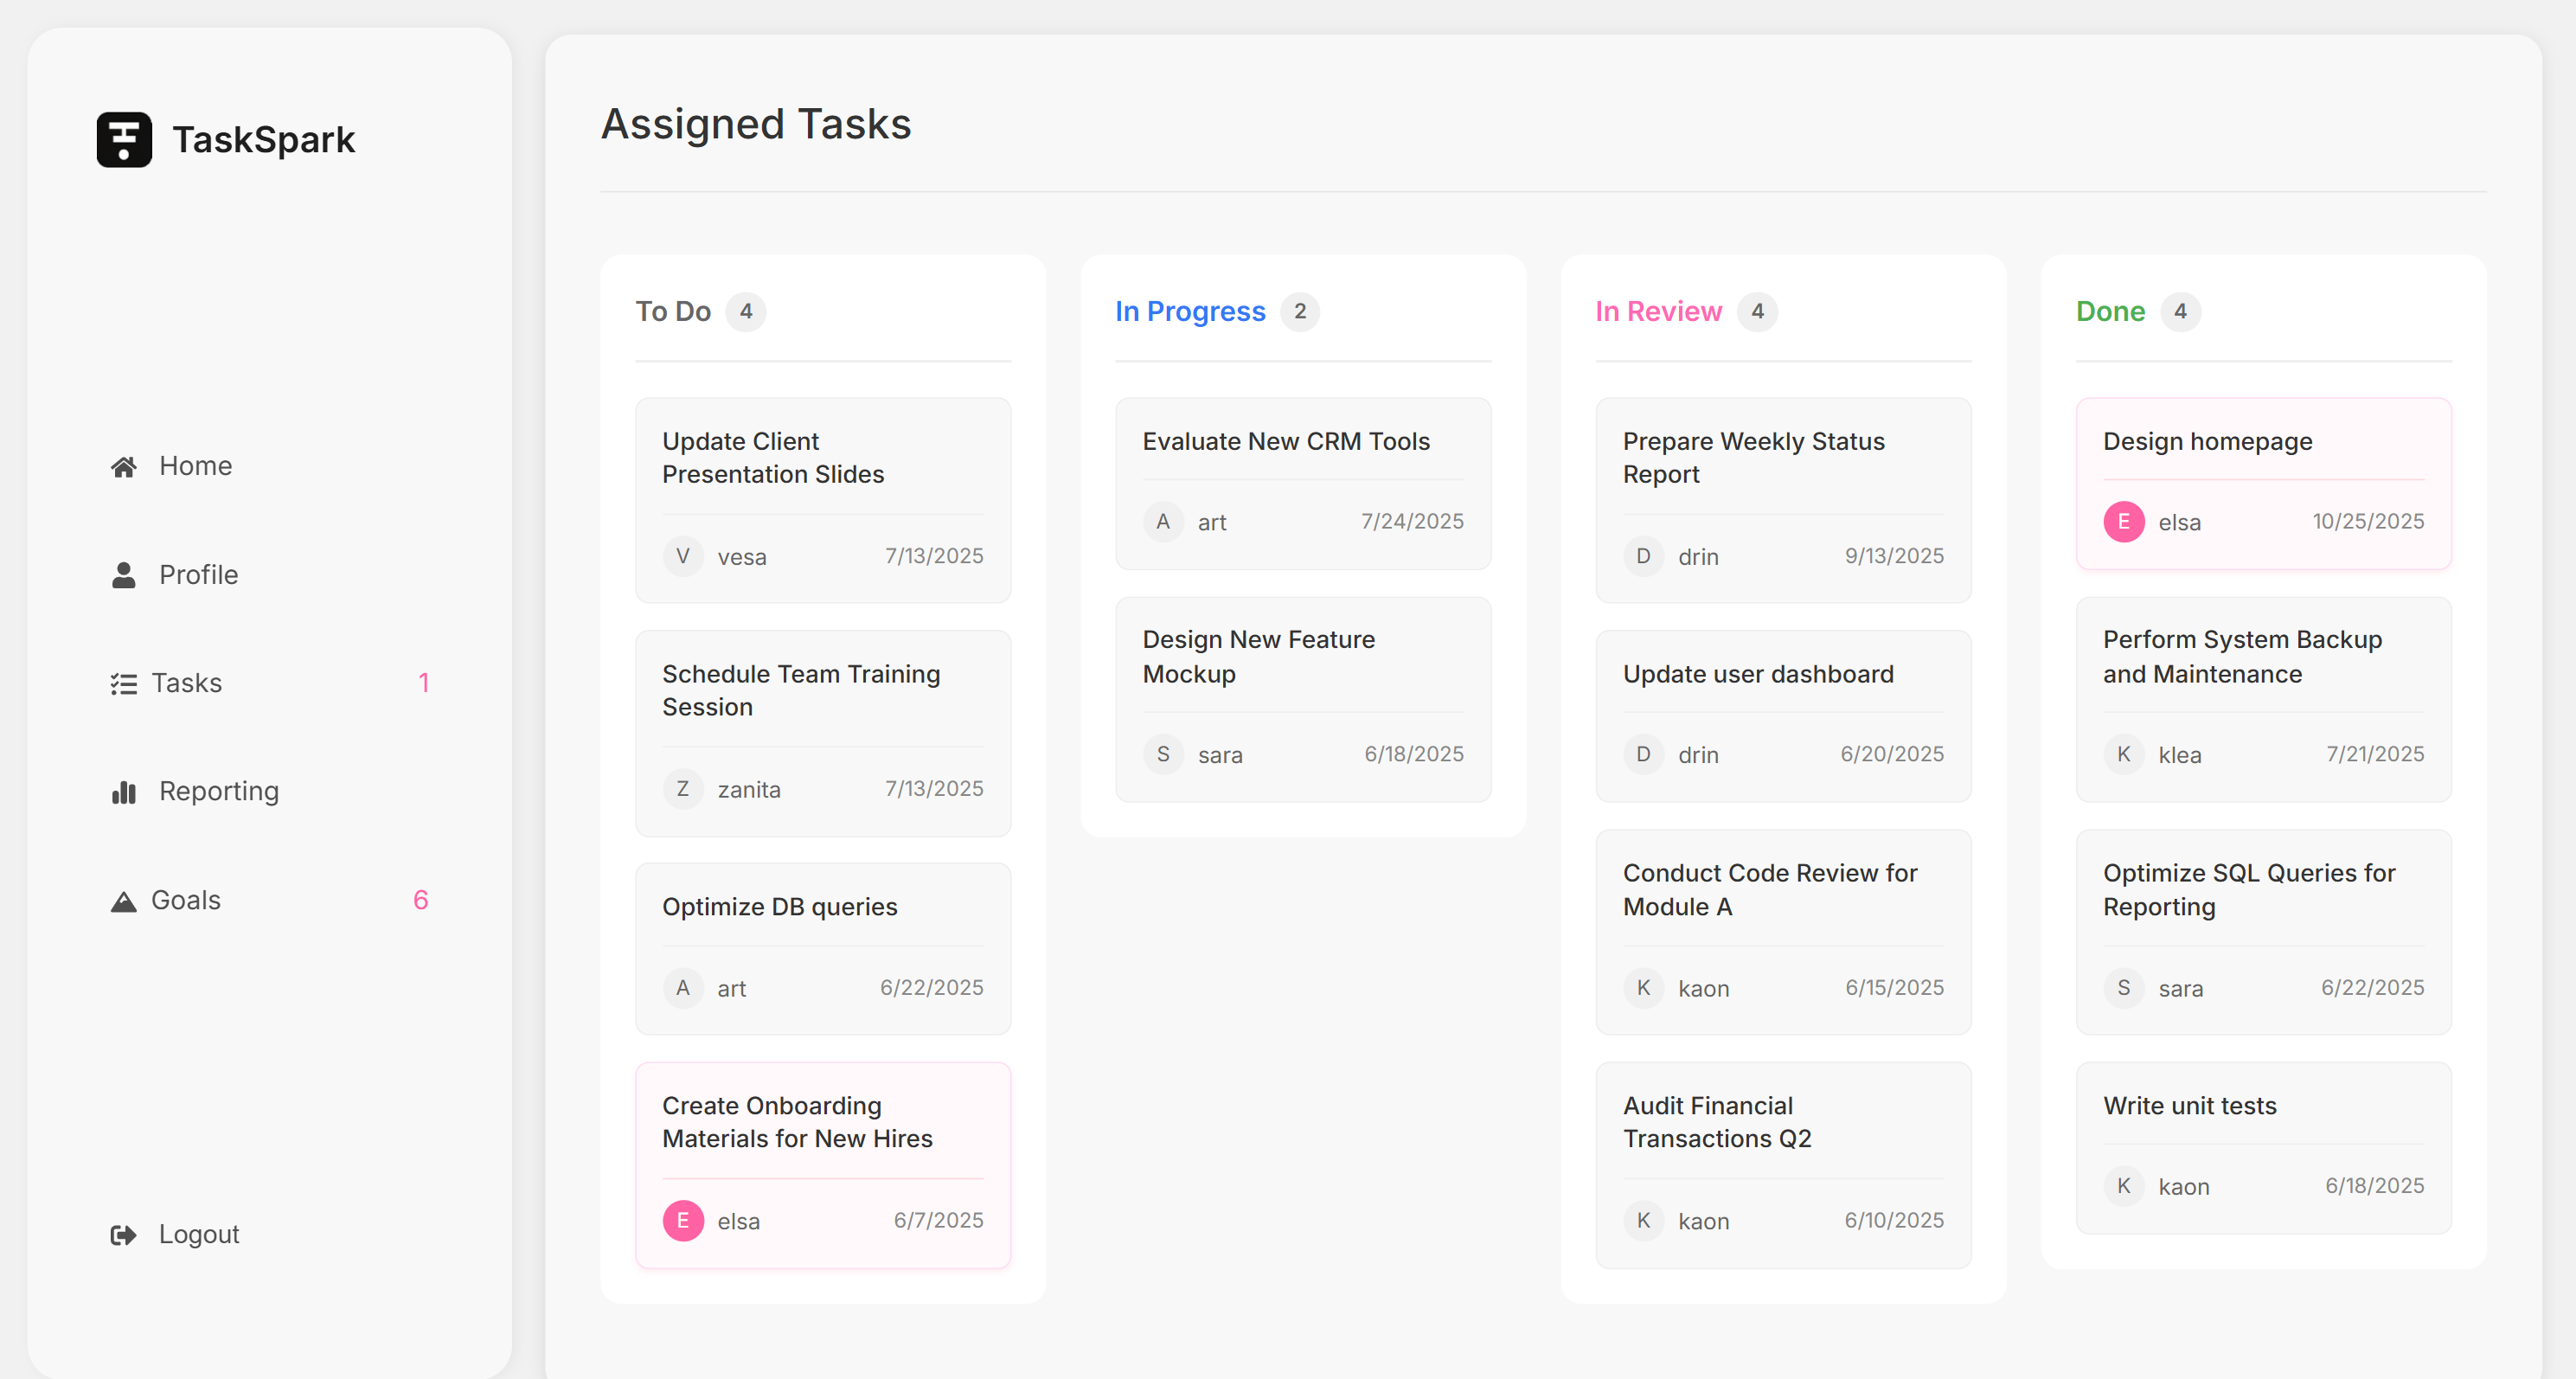 TaskSpark
Home
Profile
Tasks 1
Reporting
Goals 6
Logout
Assigned Tasks
To Do 4
Update Client
Presentation Slides
V vesa 7/13/2025
Schedule Team Training
Session
Z zanita 7/13/2025
Optimize DB queries
A art 6/22/2025
Create Onboarding
Materials for New Hires
E elsa 6/7/2025
In Progress 2
Evaluate New CRM Tools
A art 7/24/2025
Design New Feature
Mockup
S sara 6/18/2025
In Review 4
Prepare Weekly Status
Report
D drin 9/13/2025
Update user dashboard
D drin 6/20/2025
Conduct Code Review for
Module A
K kaon 6/15/2025
Audit Financial
Transactions Q2
K kaon 6/10/2025
Done 4
Design homepage
E elsa 10/25/2025
Perform System Backup
and Maintenance
K klea 7/21/2025
Optimize SQL Queries for
Reporting
S sara 6/22/2025
Write unit tests
K kaon 6/18/2025